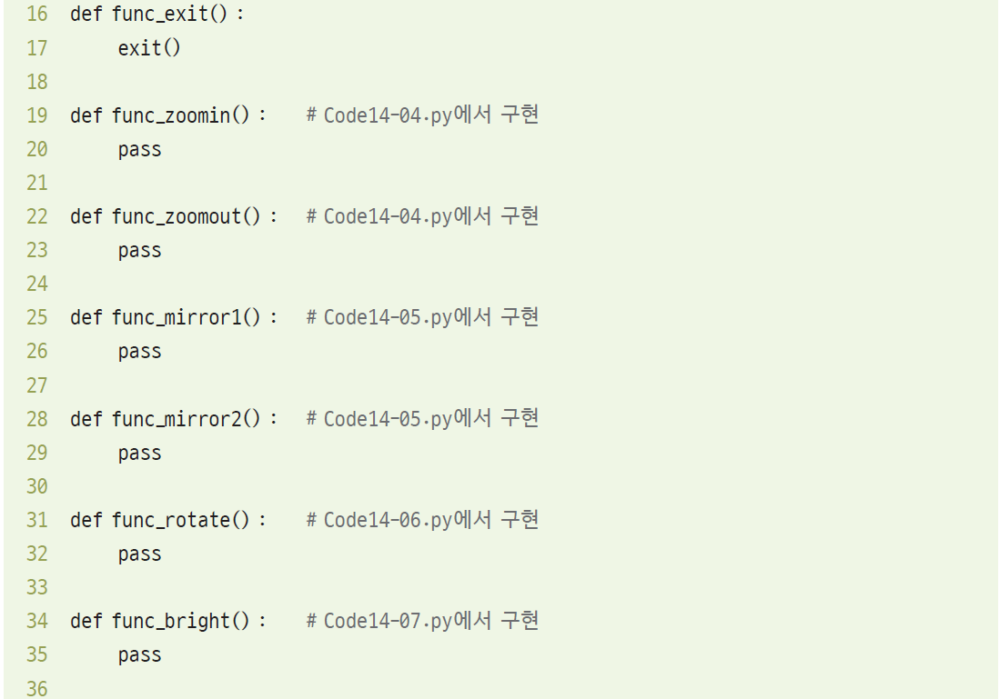 16 def func_exit() :
17     exit()
18
19 def func_zoomin() :    # Code14-04.py에서 구현
20     pass
21
22 def func_zoomout() :   # Code14-04.py에서 구현
23     pass
24
25 def func_mirror1() :   # Code14-05.py에서 구현
26     pass
27
28 def func_mirror2() :   # Code14-05.py에서 구현
29     pass
30
31 def func_rotate() :    # Code14-06.py에서 구현
32     pass
33
34 def func_bright() :    # Code14-07.py에서 구현
35     pass
36